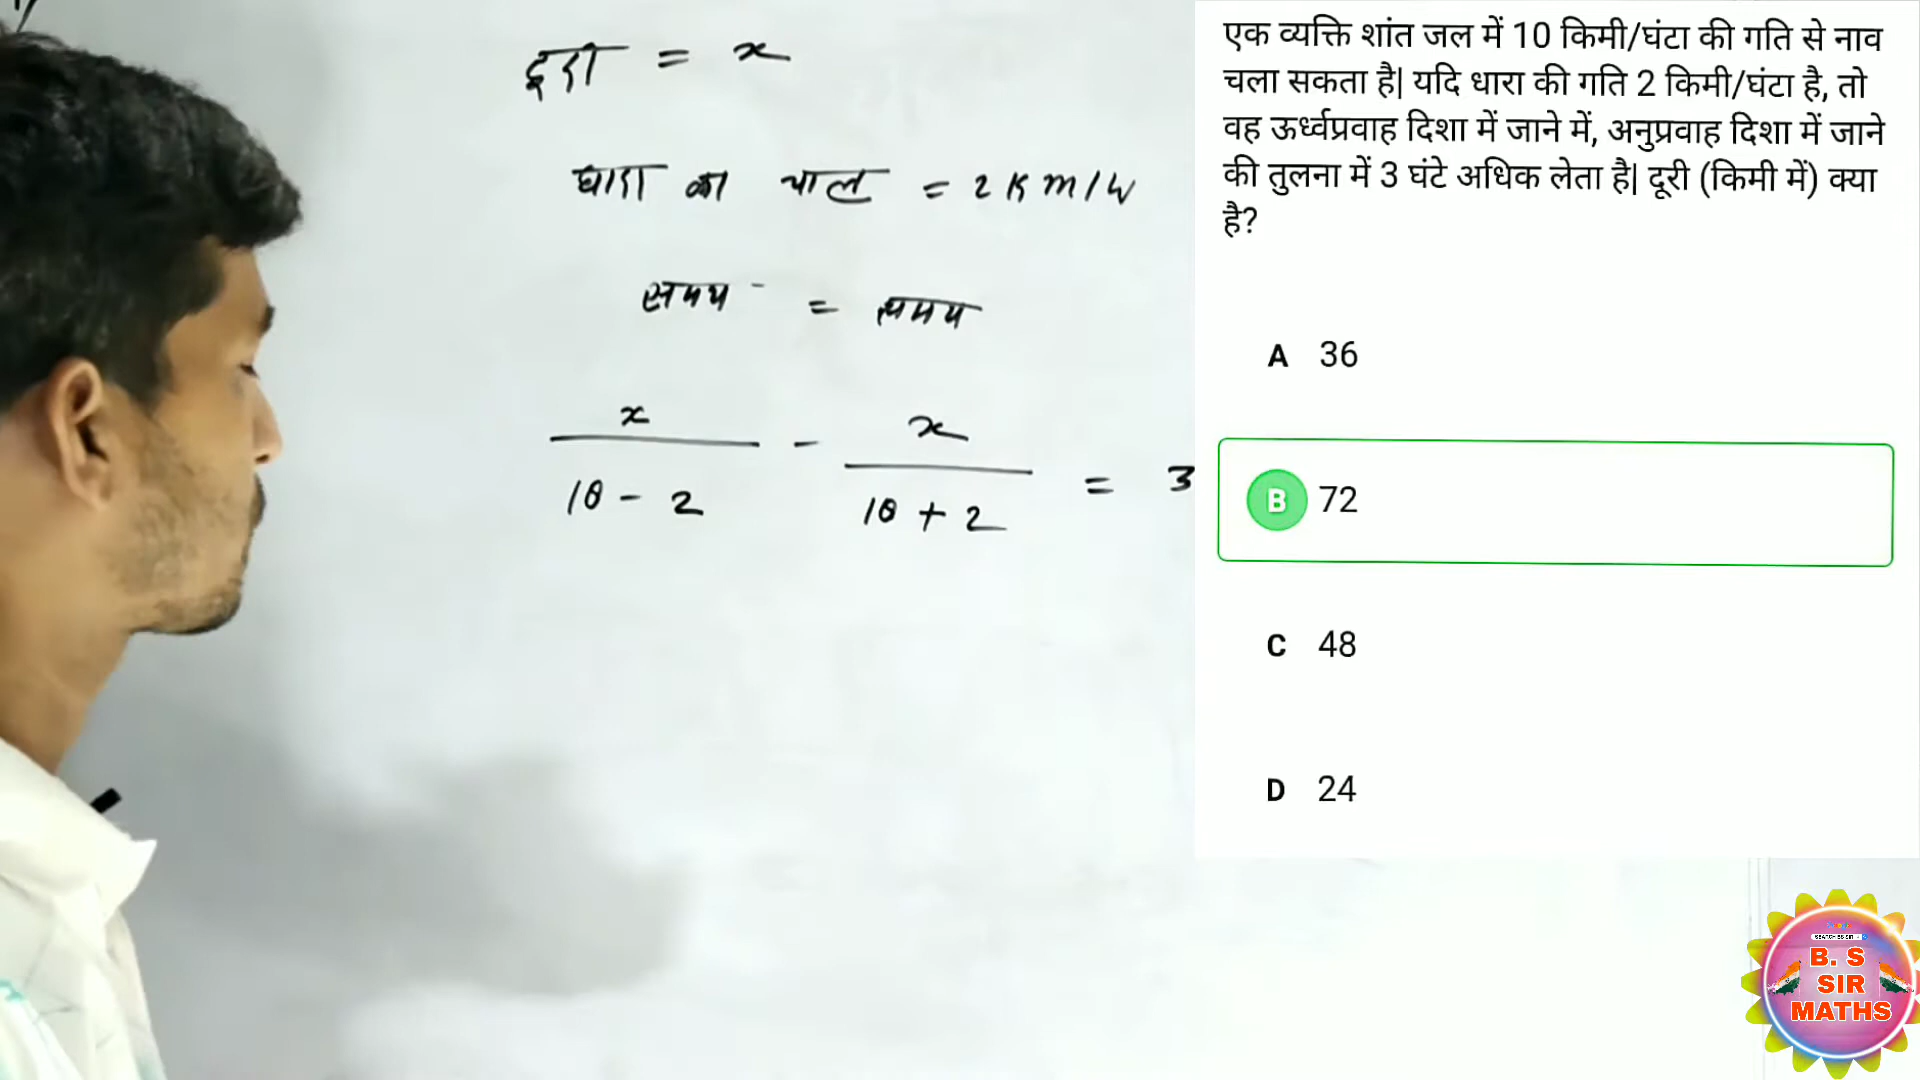 दूरी = x
धारा का चाल = 2 KM/h
समय = समय
x / 10 - 2 - x / 10 + 2 = 3
एक व्यक्ति शांत जल में 10 किमी/घंटा की गति से नाव
चला सकता है| यदि धारा की गति 2 किमी/घंटा है, तो
वह ऊर्ध्वप्रवाह दिशा में जाने में, अनुप्रवाह दिशा में जाने
की तुलना में 3 घंटे अधिक लेता है| दूरी (किमी में) क्या
है?
A 36
B 72
C 48
D 24
B. S
SIR
MATHS